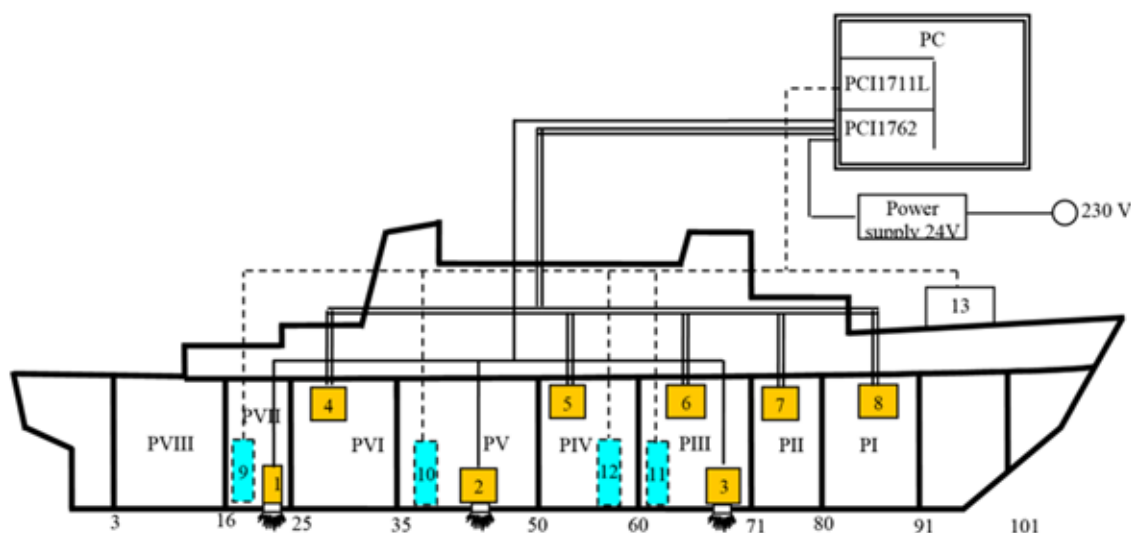 PC
PCI1711L
PCI1762
Power
supply 24V
230 V
13
4
5
6
7
8
PVII
PVIII
PVI
PV
PIV
PIII
PII
PI
9
1
10
2
12
11
3
3
16
25
35
50
60
71
80
91
101